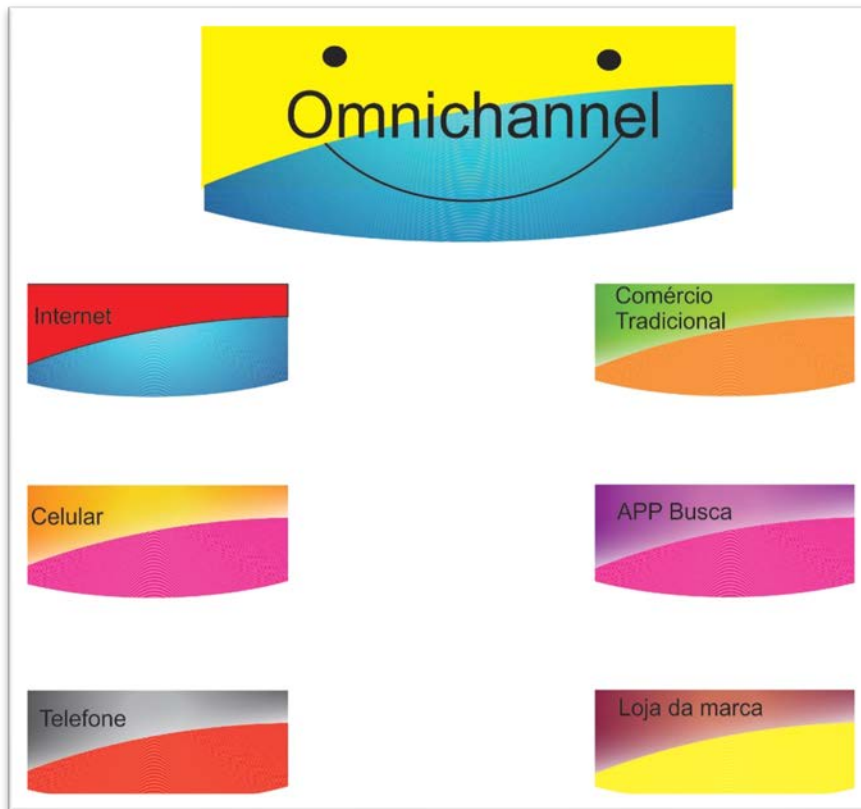 Omnichannel
Internet
Comércio
Tradicional
Celular
APP Busca
Telefone
Loja da marca